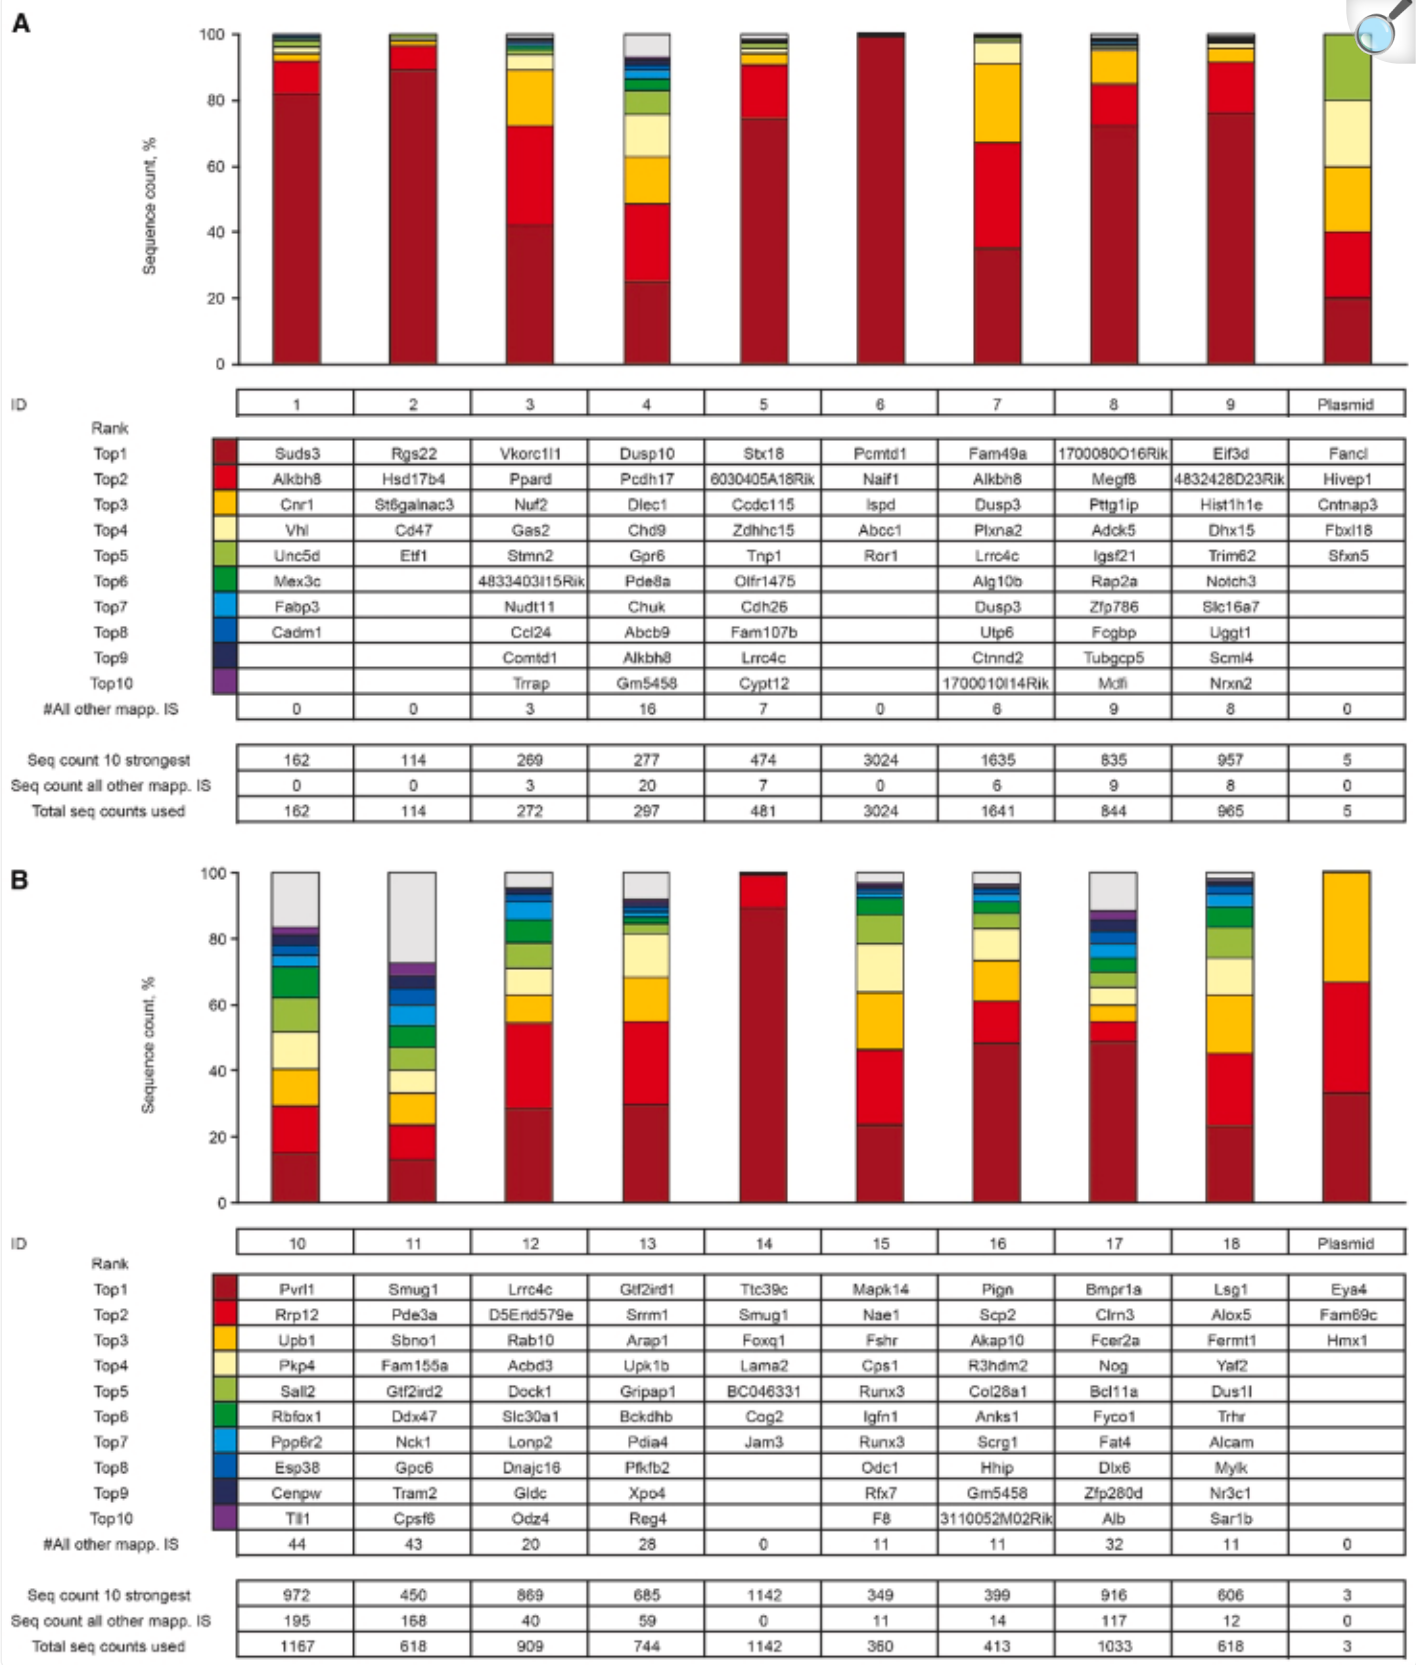 A
100
80
60
40
20
0
Sequence count, %
ID 1 2 3 4 5 6 7 8 9 Plasmid
Rank
Top1 Suds3 Rgs22 Vkorc1l1 Dusp10 Stx18 Pcmtd1 Fam49a 1700080O16Rik Eif3d Fancl
Top2 Alkbh8 Hsd17b4 Ppard Pcdh17 6030405A18Rik Naif1 Alkbh8 Megf8 4832428D23Rik Hivep1
Top3 Cnr1 St6galnac3 Nuf2 Dlec1 Ccdc115 Ispd Dusp3 Pttg1ip Hist1h1e Cntnap3
Top4 Vhl Cd47 Gas2 Chd9 Zdhhc15 Abcc1 Plxna2 Adck5 Dhx15 Fbxl18
Top5 Unc5d Etf1 Stmn2 Gpr6 Tnp1 Ror1 Lrrc4c Igsf21 Trim62 Sfxn5
Top6 Mex3c 4833403I15Rik Pde8a Olfr1475 Alg10b Rap2a Notch3
Top7 Fabp3 Nudt11 Chuk Cdh26 Dusp3 Zfp786 Slc16a7
Top8 Cadm1 Ccl24 Abcb9 Fam107b Utp6 Fcgbp Uggt1
Top9 Comtd1 Alkbh8 Lrrc4c Ctnnd2 Tubgcp5 Scml4
Top10 Trrap Gm5458 Cypt12 1700010I14Rik Mdfi Nrxn2
#All other mapp. IS 0 0 3 16 7 0 6 9 8 0
Seq count 10 strongest 162 114 269 277 474 3024 1635 835 957 5
Seq count all other mapp. IS 0 0 3 20 7 0 6 9 8 0
Total seq counts used 162 114 272 297 481 3024 1641 844 965 5
B
100
80
60
40
20
0
Sequence count, %
ID 10 11 12 13 14 15 16 17 18 Plasmid
Rank
Top1 Pvrl1 Smug1 Lrrc4c Gtf2ird1 Ttc39c Mapk14 Pign Bmpr1a Lsg1 Eya4
Top2 Rrp12 Pde3a D5Ertd579e Srrm1 Smug1 Nae1 Scp2 Clrn3 Alox5 Fam69c
Top3 Upb1 Sbno1 Rab10 Arap1 Foxq1 Fshr Akap10 Fcer2a Fermt1 Hmx1
Top4 Pkp4 Fam155a Acbd3 Upk1b Lama2 Cps1 R3hdm2 Nog Yaf2
Top5 Sall2 Gtf2ird2 Dock1 Gripap1 BC046331 Runx3 Col28a1 Bcl11a Dus1l
Top6 Rbfox1 Ddx47 Slc30a1 Bckdhb Cog2 Igfn1 Anks1 Fyco1 Trhr
Top7 Ppp6r2 Nck1 Lonp2 Pdia4 Jam3 Runx3 Scrg1 Fat4 Alcam
Top8 Esp38 Gpc6 Dnajc16 Pfkfb2 Odc1 Hhip Dlx6 Mylk
Top9 Cenpw Tram2 Gldc Xpo4 Rfx7 Gm5458 Zfp280d Nr3c1
Top10 Tll1 Cpsf6 Odz4 Reg4 F8 3110052M02Rik Alb Sar1b
#All other mapp. IS 44 43 20 28 0 11 11 32 11 0
Seq count 10 strongest 972 450 869 685 1142 349 399 916 606 3
Seq count all other mapp. IS 195 168 40 59 0 11 14 117 12 0
Total seq counts used 1167 618 909 744 1142 360 413 1033 618 3